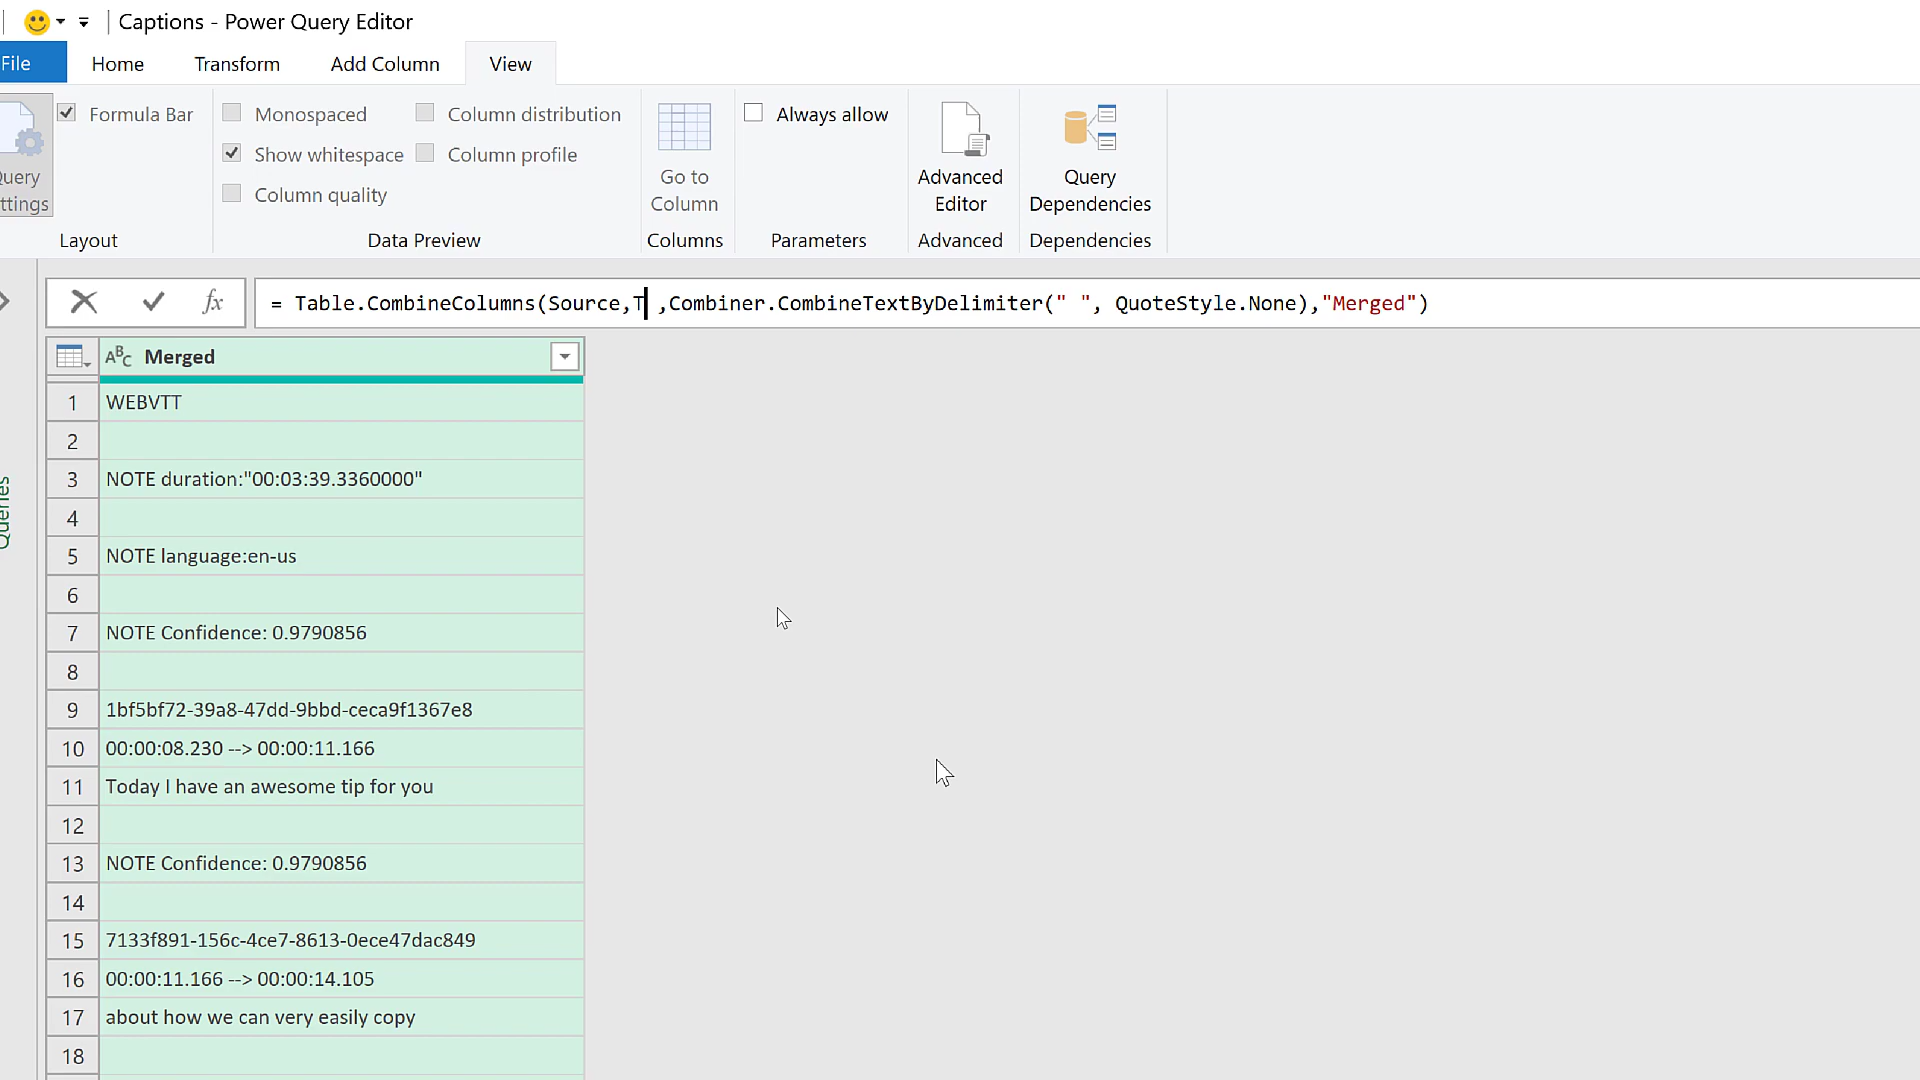 Captions - Power Query Editor
File Home Transform Add Column View
Formula Bar Monospaced Column distribution Always allow
Show whitespace Column profile
Query Settings Column quality Go to Column Advanced Editor Query Dependencies
Layout Data Preview Columns Parameters Advanced Dependencies
fx = Table.CombineColumns(Source,T ,Combiner.CombineTextByDelimiter(" ", QuoteStyle.None),"Merged")
Queries
ABC Merged
1 WEBVTT
2
3 NOTE duration:"00:03:39.3360000"
4
5 NOTE language:en-us
6
7 NOTE Confidence: 0.9790856
8
9 1bf5bf72-39a8-47dd-9bbd-ceca9f1367e8
10 00:00:08.230 --> 00:00:11.166
11 Today I have an awesome tip for you
12
13 NOTE Confidence: 0.9790856
14
15 7133f891-156c-4ce7-8613-0ece47dac849
16 00:00:11.166 --> 00:00:14.105
17 about how we can very easily copy
18